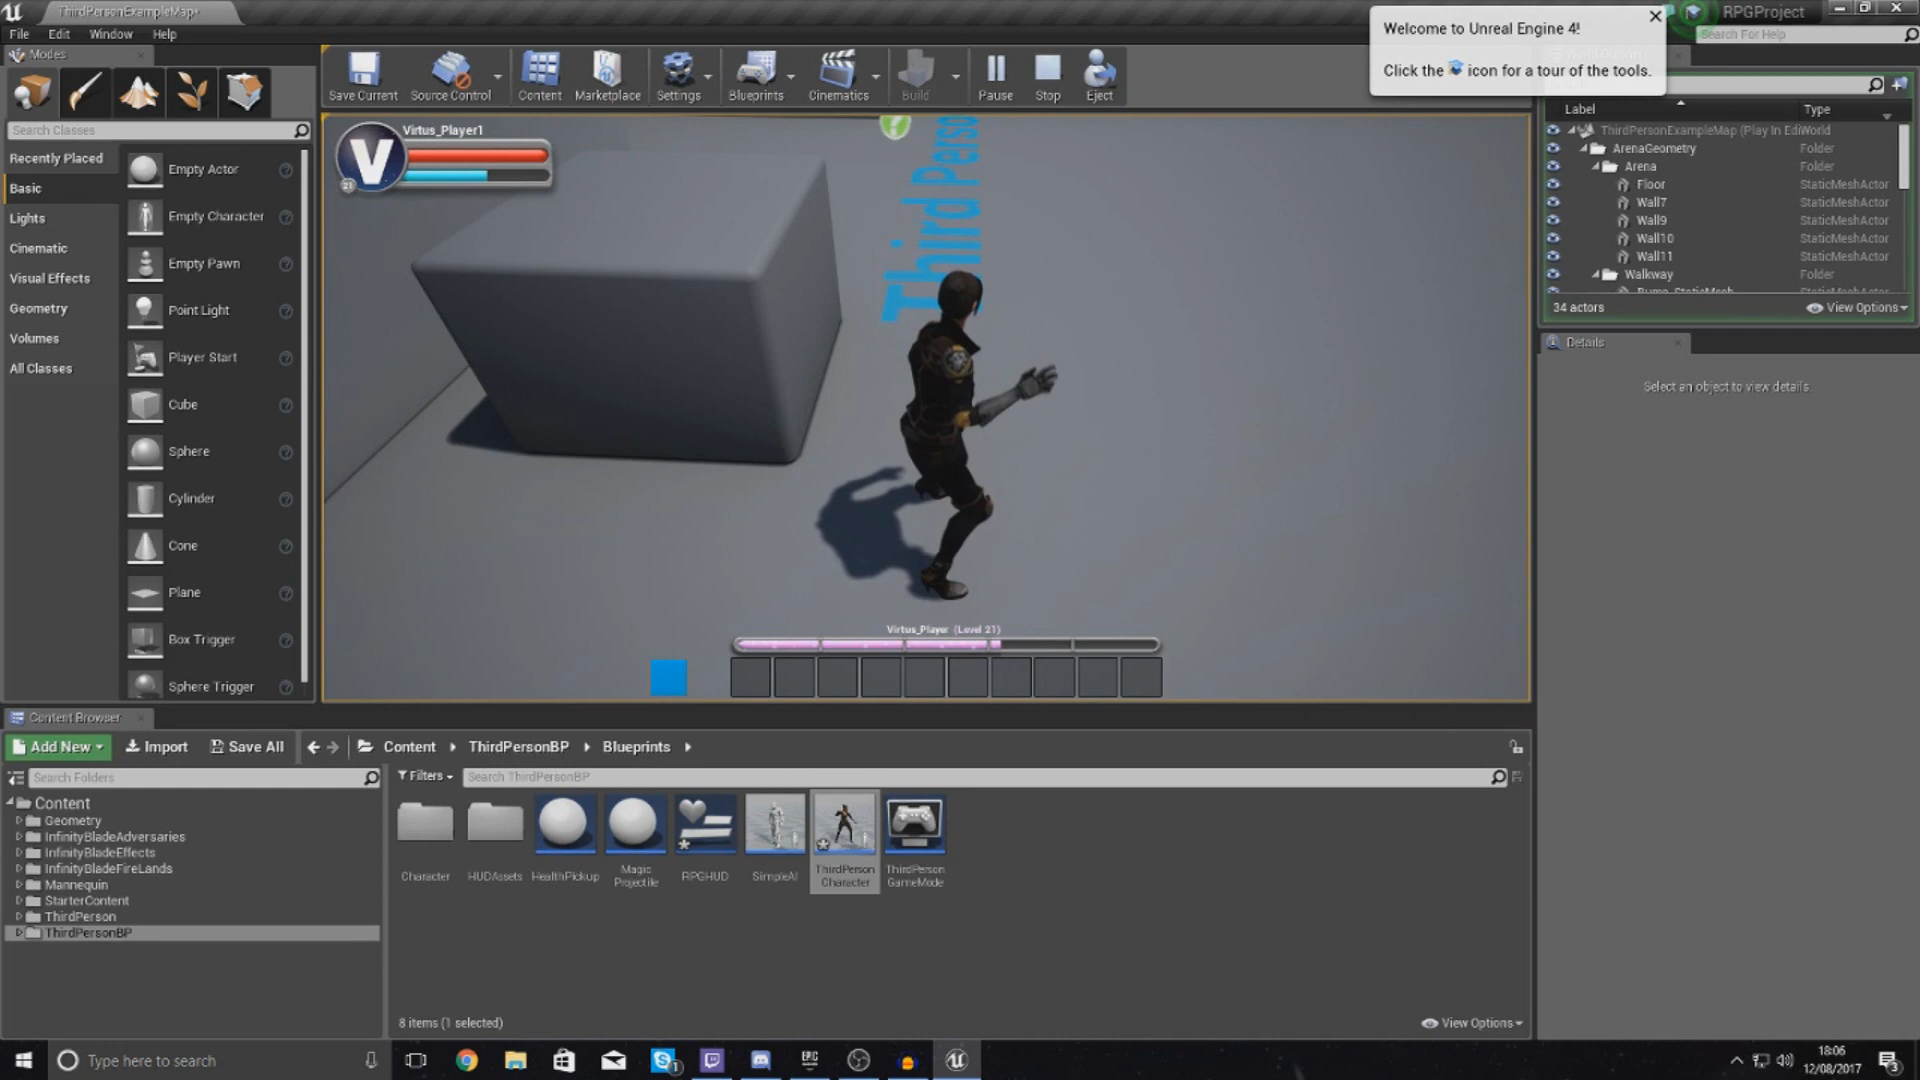 ThirdPersonExampleMap*
RPGProject
File Edit Window Help
Search For Help
Welcome to Unreal Engine 4!
Click the icon for a tour of the tools.
Modes
Save Current
Source Control
Content
Marketplace
Settings
Blueprints
Cinematics
Build
Pause
Stop
Eject
Search Classes
Recently Placed
Basic
Lights
Cinematic
Visual Effects
Geometry
Volumes
All Classes
Empty Actor
Empty Character
Empty Pawn
Point Light
Player Start
Cube
Sphere
Cylinder
Cone
Plane
Box Trigger
Sphere Trigger
Virtus_Player1
V
21
Third Perso
Virtus_Player (Level 21)
Label Type
ThirdPersonExampleMap (Play In Edi World
ArenaGeometry Folder
Arena Folder
Floor StaticMeshActor
Wall7 StaticMeshActor
Wall9 StaticMeshActor
Wall10 StaticMeshActor
Wall11 StaticMeshActor
Walkway Folder
Bump_StaticMesh
34 actors
View Options
Details
Select an object to view details.
Content Browser
Add New
Import
Save All
Content
ThirdPersonBP
Blueprints
Search Folders
Filters
Search ThirdPersonBP
Content
Geometry
InfinityBladeAdversaries
InfinityBladeEffects
InfinityBladeFireLands
Mannequin
StarterContent
ThirdPerson
ThirdPersonBP
Character
HUDAssets
HealthPickup
Magic
Projectile
RPGHUD
SimpleAI
ThirdPerson
Character
ThirdPerson
GameMode
8 items (1 selected)
View Options
Type here to search
1
EPIC
18:06
12/08/2017
3